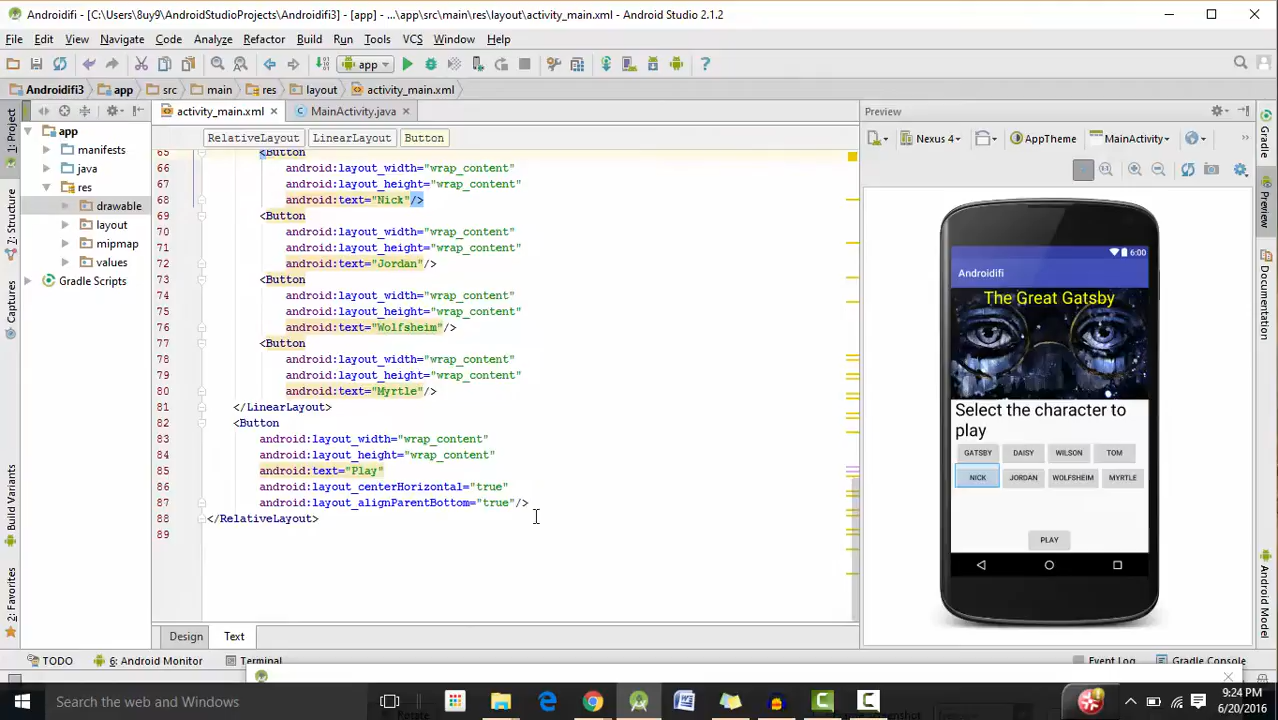 Androidifi - [C:\Users\8uy9\AndroidStudioProjects\Androidifi3] - [app] - ...\app\src\main\res\layout\activity_main.xml - Android Studio 2.1.2
File Edit View Navigate Code Analyze Refactor Build Run Tools VCS Window Help
app
Androidifi3 app src main res layout activity_main.xml
activity_main.xml MainActivity.java Preview
RelativeLayout LinearLayout Button
Nexus 4 AppTheme MainActivity
1: Project
7: Structure
Captures
Build Variants
2: Favorites
app
manifests
java
res
drawable
layout
mipmap
values
Gradle Scripts
65 <Button
66 android:layout_width="wrap_content"
67 android:layout_height="wrap_content"
68 android:text="Nick"/>
69 <Button
70 android:layout_width="wrap_content"
71 android:layout_height="wrap_content"
72 android:text="Jordan"/>
73 <Button
74 android:layout_width="wrap_content"
75 android:layout_height="wrap_content"
76 android:text="Wolfsheim"/>
77 <Button
78 android:layout_width="wrap_content"
79 android:layout_height="wrap_content"
80 android:text="Myrtle"/>
81 </LinearLayout>
82 <Button
83 android:layout_width="wrap_content"
84 android:layout_height="wrap_content"
85 android:text="Play"
86 android:layout_centerHorizontal="true"
87 android:layout_alignParentBottom="true"/>
88 </RelativeLayout>
89
6:00
Androidifi
The Great Gatsby
Select the character to
play
GATSBY DAISY WILSON TOM
NICK JORDAN WOLFSHEIM MYRTLE
PLAY
Gradle
Preview
Documentation
Android Model
Design Text
TODO 6: Android Monitor Terminal Event Log Gradle Console
Search the web and Windows
9:24 PM
6/20/2016